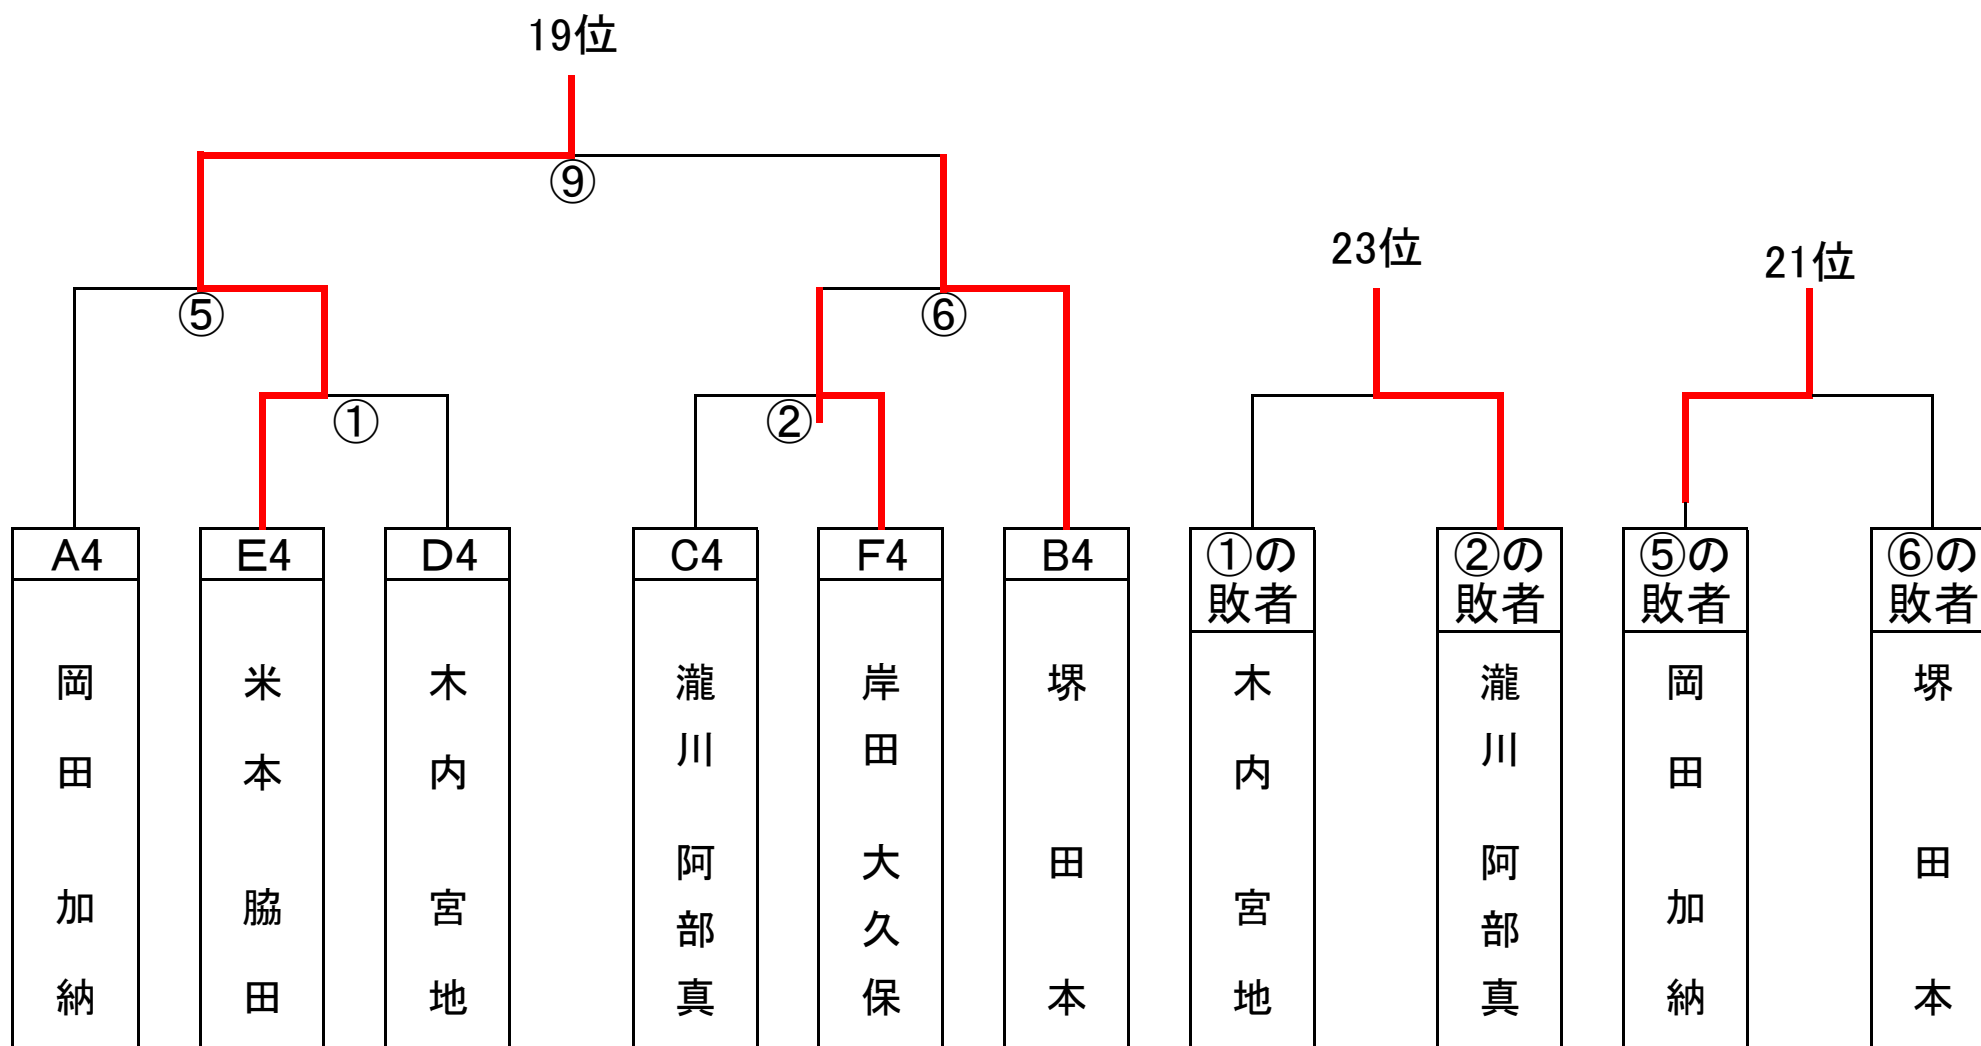 19位
⑨
23位
21位
⑤
⑥
①
②
A4
E4
D4
C4
F4
B4
①の
敗者
②の
敗者
⑤の
敗者
⑥の
敗者
岡田 加納
米本 脇田
木内 宮地
瀧川 阿部真
岸田 大久保
堺 田本
木内 宮地
瀧川 阿部真
岡田 加納
堺 田本